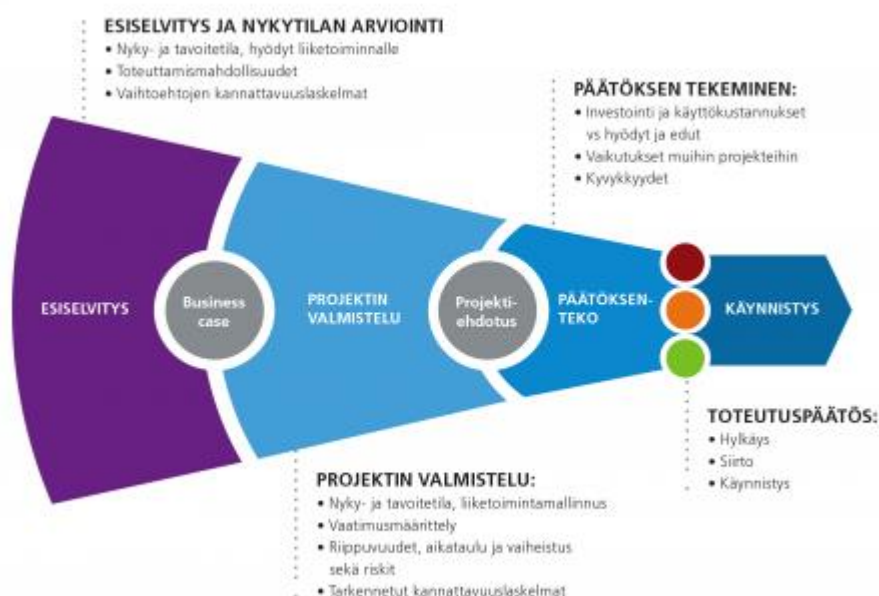 ESISELVITYS JA NYKYTILAN ARVIOINTI
• Nyky- ja tavoitetila, hyödyt liiketoiminnalle
• Toteuttamismahdollisuudet
• Vaihtoehtojen kannattavuuslaskelmat
PÄÄTÖKSEN TEKEMINEN:
• Investointi ja käyttökustannukset
vs hyödyt ja edut
• Vaikutukset muihin projekteihin
• Kyvykkyydet
ESISELVITYS
Business
case
PROJEKTIN
VALMISTELU
Projekti-
ehdotus
PÄÄTÖKSEN-
TEKO
KÄYNNISTYS
TOTEUTUSPÄÄTÖS:
• Hylkäys
• Siirto
• Käynnistys
PROJEKTIN VALMISTELU:
• Nyky- ja tavoitetila, liiketoimintamallinnus
• Vaatimusmäärittely
• Riippuvuudet, aikataulu ja vaiheistus
sekä riskit
• Tarkennetut kannattavuuslaskelmat